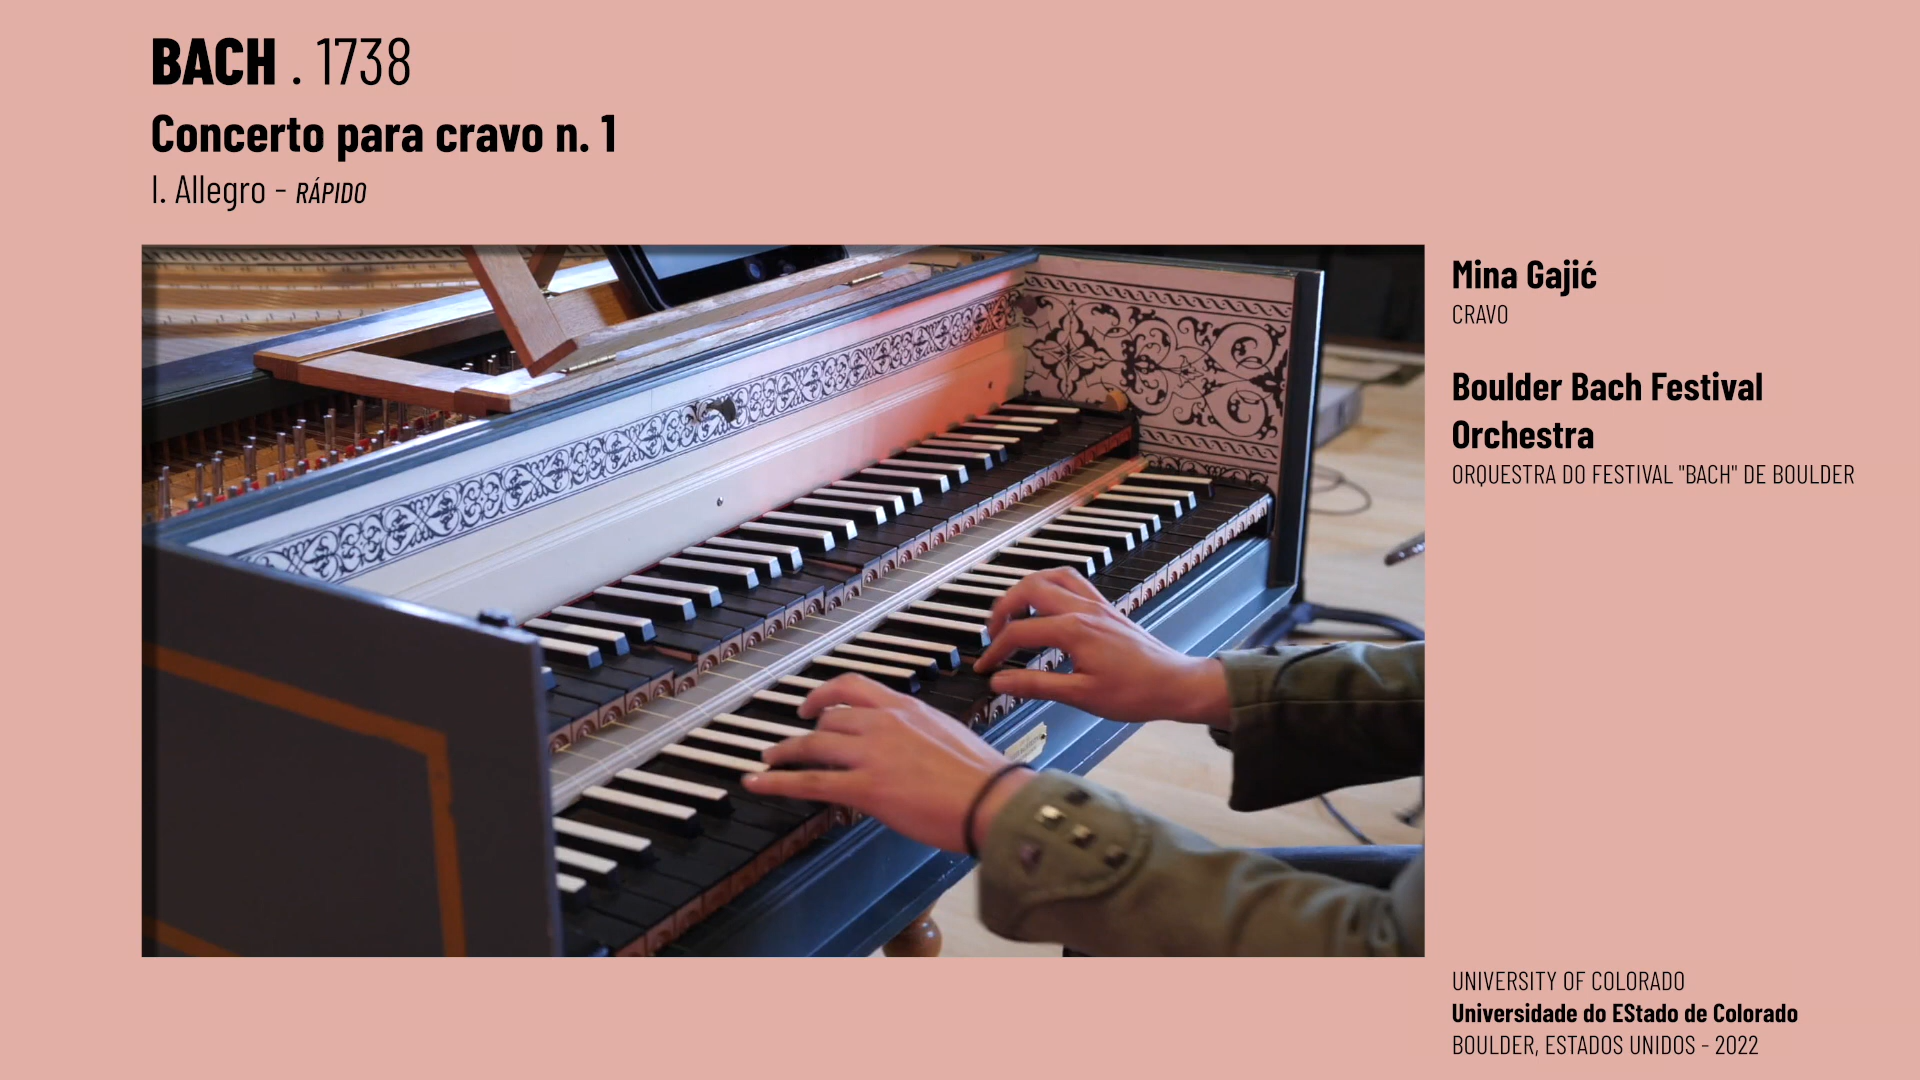 BACH . 1738
Concerto para cravo n. 1
I. Allegro - RÁPIDO
Mina Gajić
CRAVO
Boulder Bach Festival
Orchestra
ORQUESTRA DO FESTIVAL "BACH" DE BOULDER
UNIVERSITY OF COLORADO
Universidade do EStado de Colorado
BOULDER, ESTADOS UNIDOS - 2022